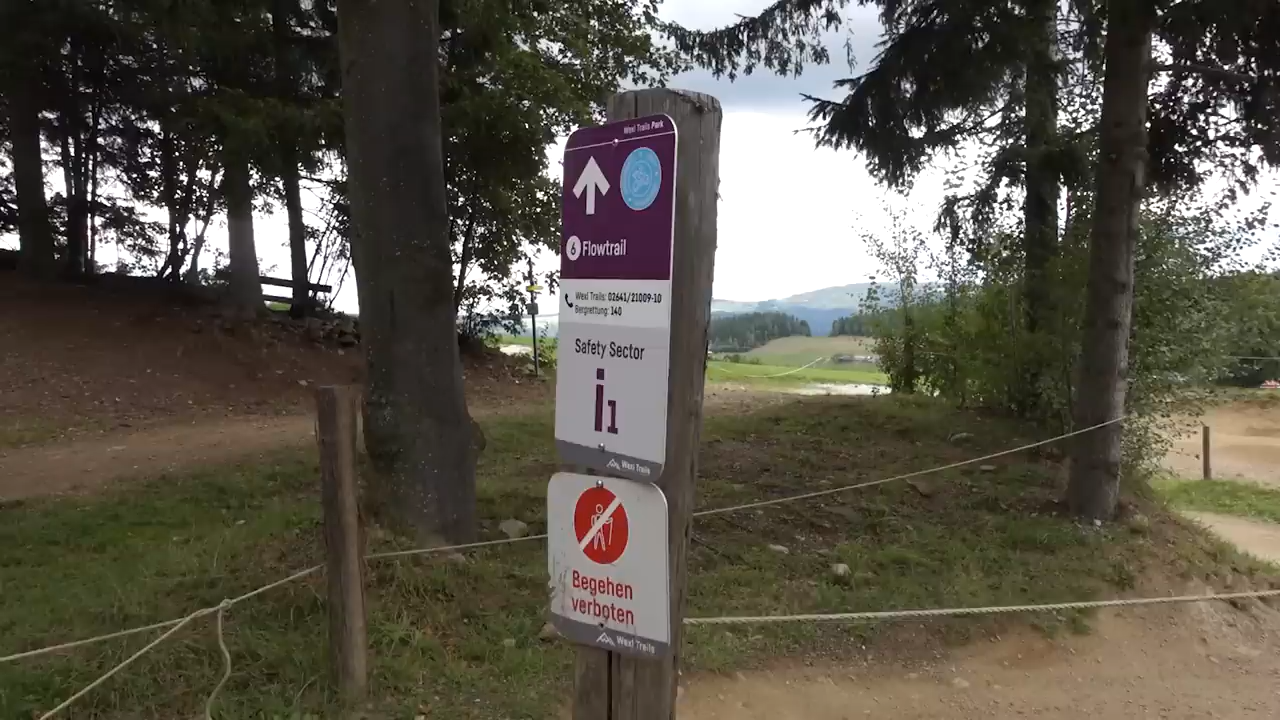 Wexl Trails Park
6 Flowtrail
Wexl Trails: 02641/21009-10
Bergrettung: 140
Safety Sector
i1
Wexl Trails
Begehen
verboten
Wexl Trails